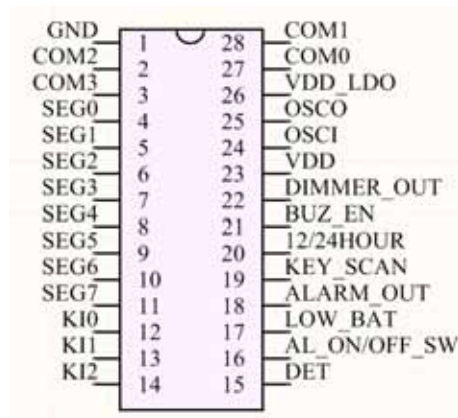 GND 1 28 COM1
COM2 2 27 COM0
COM3 3 26 VDD_LDO
SEG0 4 25 OSCO
SEG1 5 24 OSCI
SEG2 6 23 VDD
SEG3 7 22 DIMMER_OUT
SEG4 8 21 BUZ_EN
SEG5 9 20 12/24HOUR
SEG6 10 19 KEY_SCAN
SEG7 11 18 ALARM_OUT
KI0 12 17 LOW_BAT
KI1 13 16 AL_ON/OFF_SW
KI2 14 15 DET